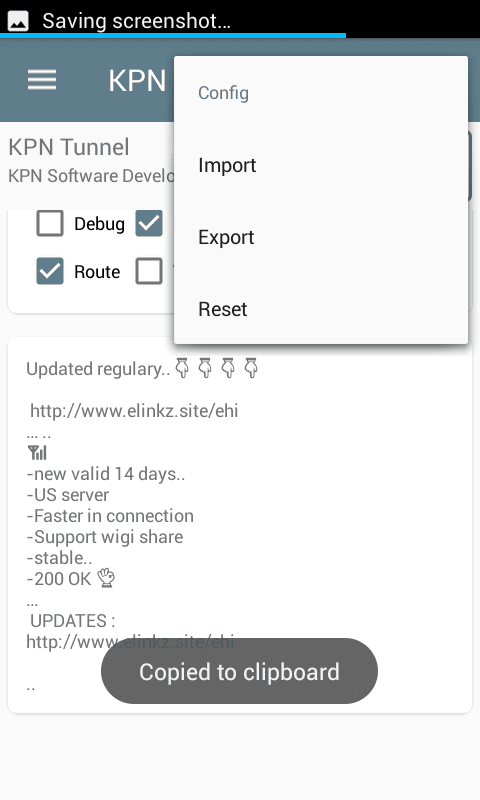 Saving screenshot...
KPN
Config
Import
Export
Reset
KPN Tunnel
KPN Software Develo
Debug
Route
Updated regulary.. 👇 👇 👇 👇
http://www.elinkz.site/ehi
... ..
📶
-new valid 14 days..
-US server
-Faster in connection
-Support wigi share
-stable..
-200 OK 👌
...
UPDATES :
http://www.elinkz.site/ehi
Copied to clipboard
..